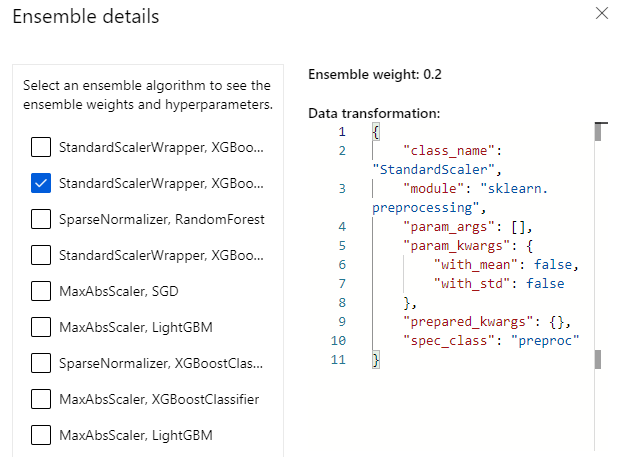 Ensemble details
Select an ensemble algorithm to see the
ensemble weights and hyperparameters.
StandardScalerWrapper, XGBoo...
StandardScalerWrapper, XGBoo...
SparseNormalizer, RandomForest
StandardScalerWrapper, XGBoo...
MaxAbsScaler, SGD
MaxAbsScaler, LightGBM
SparseNormalizer, XGBoostClas...
MaxAbsScaler, XGBoostClassifier
MaxAbsScaler, LightGBM
Ensemble weight: 0.2
Data transformation:
1 {
2 "class_name":
"StandardScaler",
3 "module": "sklearn.
preprocessing",
4 "param_args": [],
5 "param_kwargs": {
6 "with_mean": false,
7 "with_std": false
8 },
9 "prepared_kwargs": {},
10 "spec_class": "preproc"
11 }